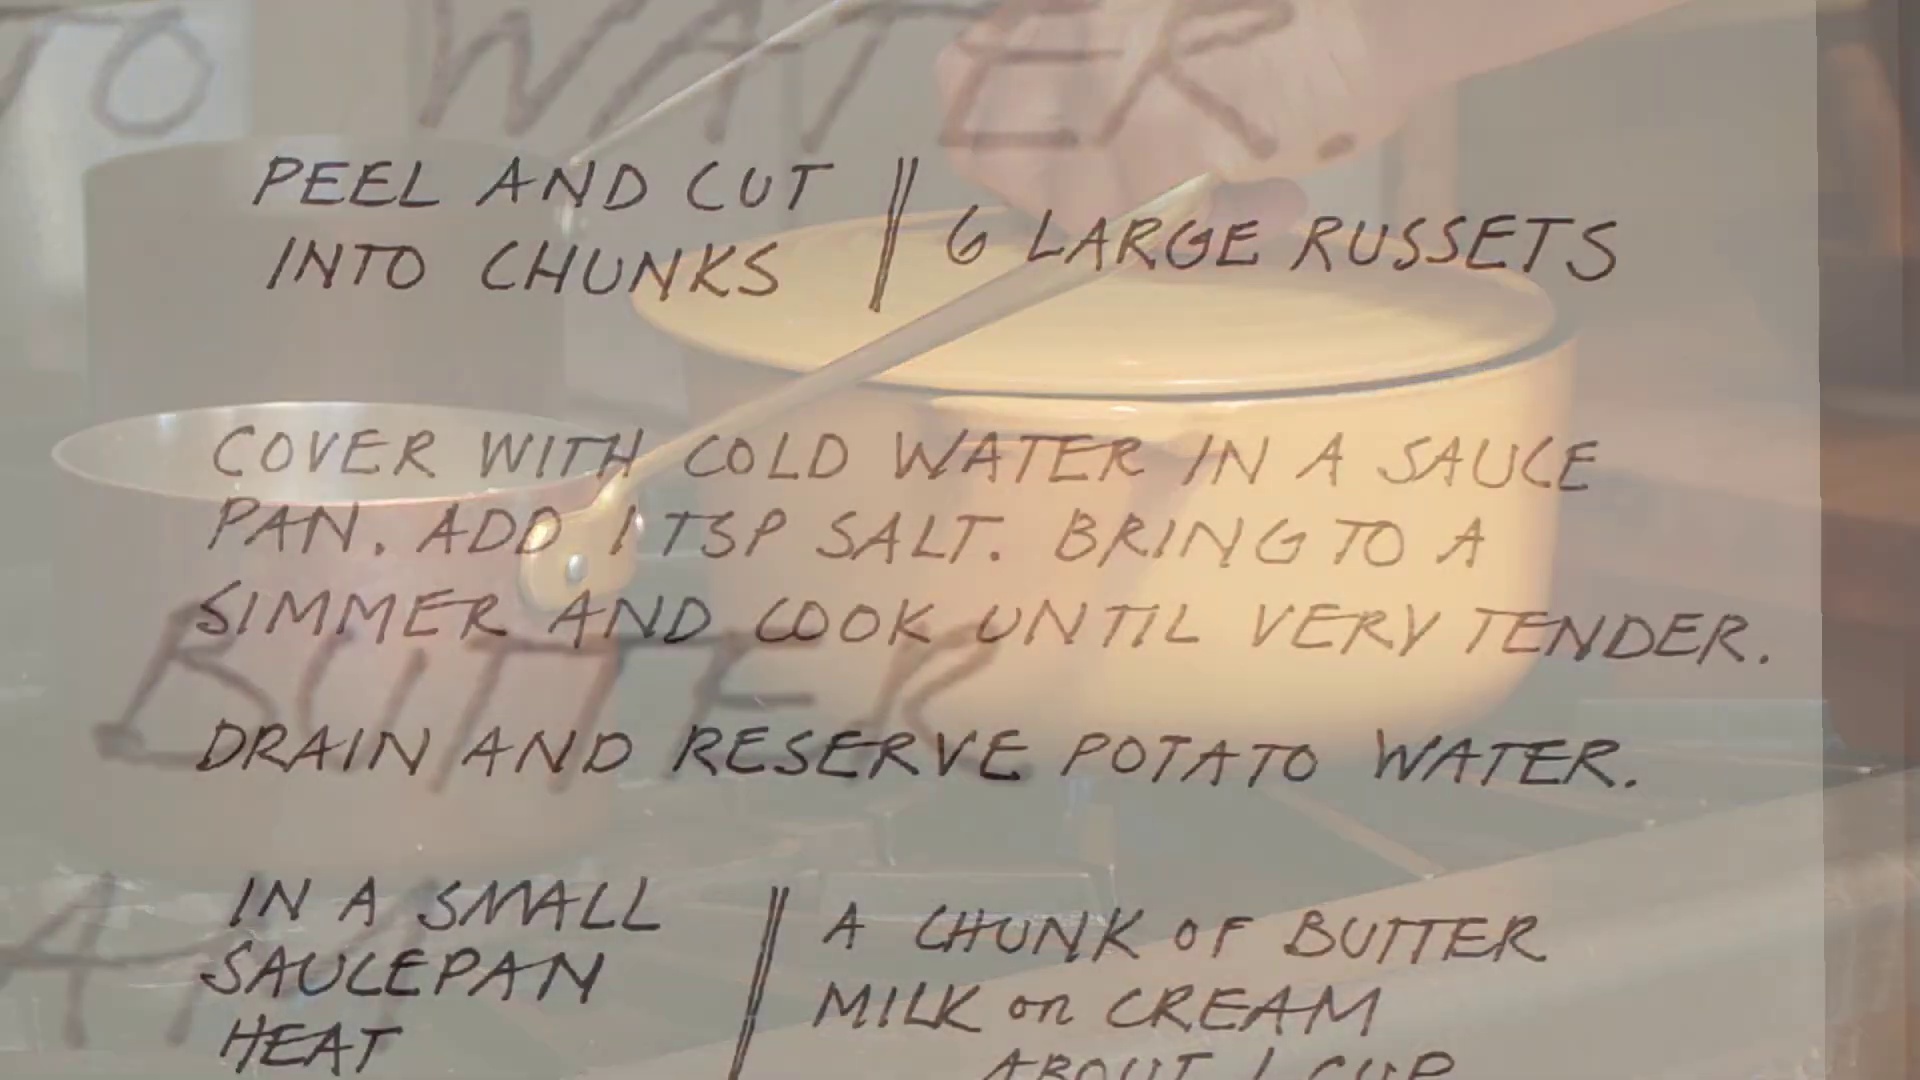 TO WATER.
PEEL AND CUT
INTO CHUNKS
6 LARGE RUSSETS
COVER WITH COLD WATER IN A SAUCE
PAN. ADD 1 TSP SALT. BRING TO A
SIMMER AND COOK UNTIL VERY TENDER.
BUTTER
DRAIN AND RESERVE POTATO WATER.
IN A SMALL
SAUCEPAN
HEAT
A CHUNK OF BUTTER
MILK or CREAM
ABOUT 1 CUP